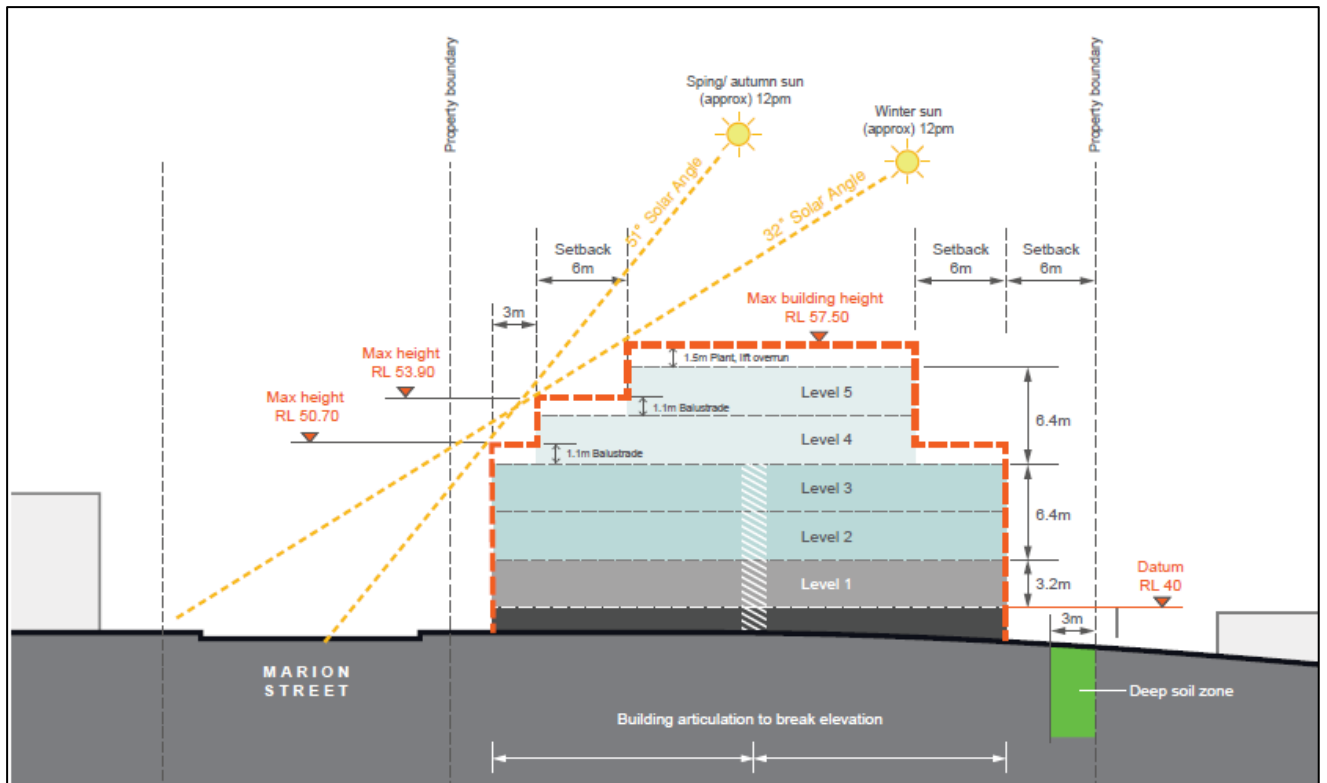 Property boundary
Sping/ autumn sun
(approx) 12pm
Winter sun
(approx) 12pm
Property boundary
51° Solar Angle
32° Solar Angle
Setback
6m
Setback
6m
Setback
6m
3m
Max building height
RL 57.50
Max height
RL 53.90
Max height
RL 50.70
1.5m Plant, lift overrun
Level 5
1.1m Balustrade
Level 4
1.1m Balustrade
6.4m
Level 3
Level 2
6.4m
Level 1
3.2m
Datum
RL 40
3m
MARION
STREET
Deep soil zone
Building articulation to break elevation